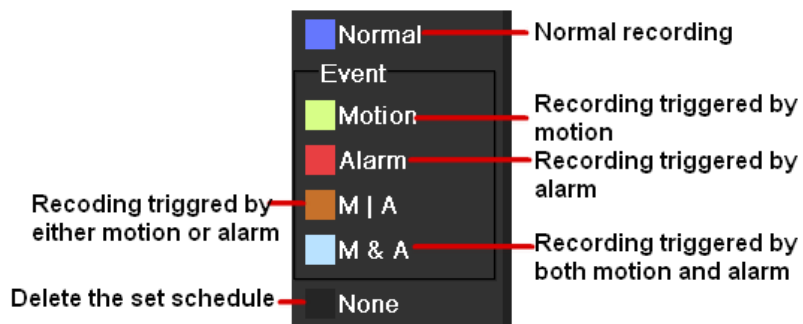 Normal
Normal recording
Event
Motion
Recording triggered by
motion
Alarm
Recording triggered by
alarm
Recoding triggred by
either motion or alarm
M | A
M & A
Recording triggered by
both motion and alarm
Delete the set schedule
None